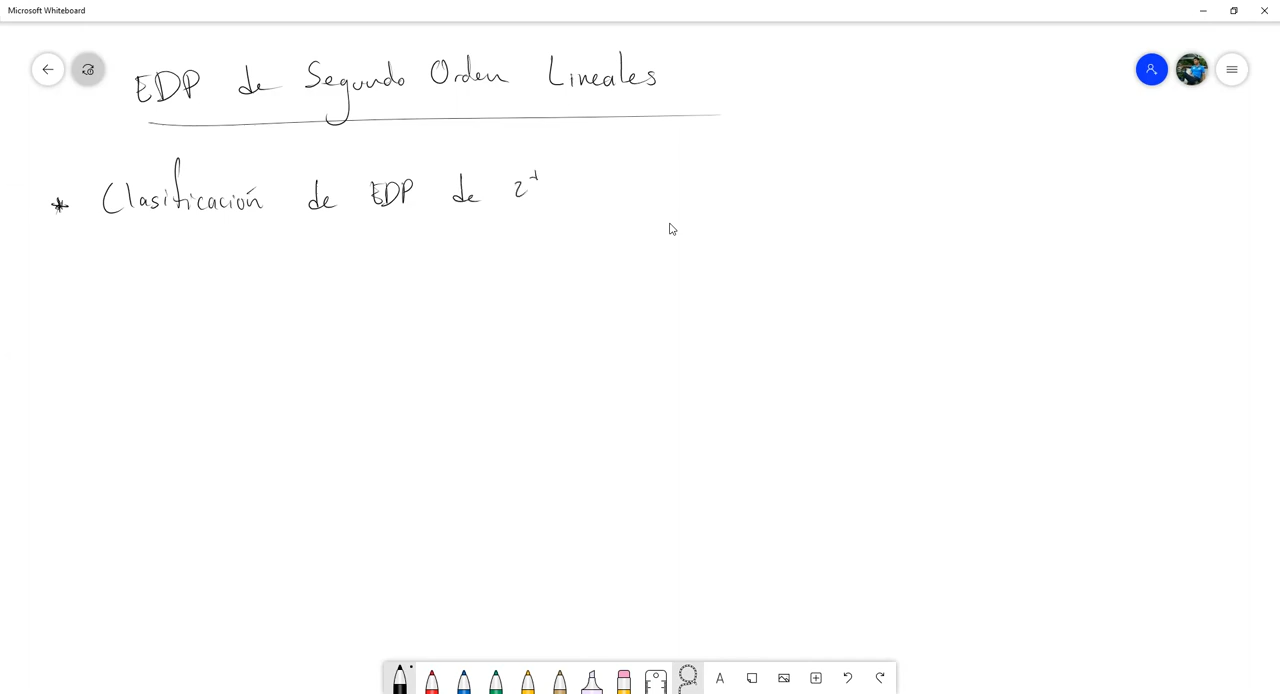 Microsoft Whiteboard
EDP de Segundo Orden Lineales
* Clasificación de EDP de 2